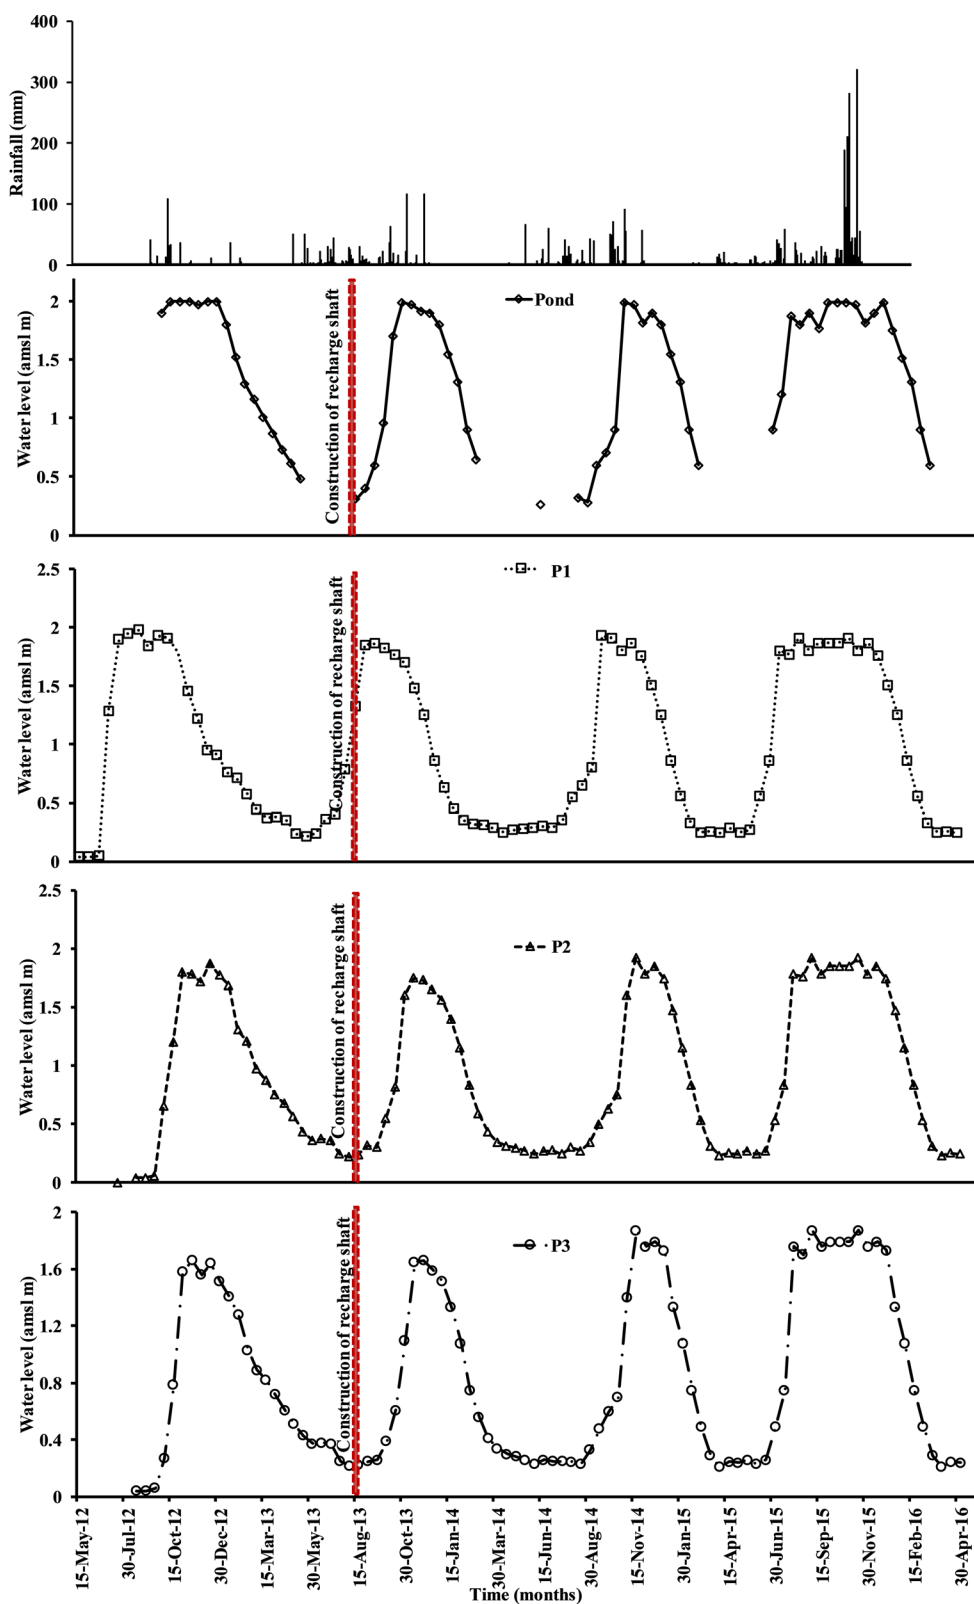 400
300
200
100
0
Rainfall (mm)
2
1.5
1
0.5
0
Water level (amsl m)
Construction of recharge shaft
Pond
2.5
2
1.5
1
0.5
0
Water level (amsl m)
Construction of recharge shaft
P1
2.5
2
1.5
1
0.5
0
Water level (amsl m)
Construction of recharge shaft
P2
2
1.6
1.2
0.8
0.4
0
Water level (amsl m)
Construction of recharge shaft
P3
15-May-12
30-Jul-12
15-Oct-12
30-Dec-12
15-Mar-13
30-May-13
15-Aug-13
30-Oct-13
15-Jan-14
30-Mar-14
15-Jun-14
30-Aug-14
15-Nov-14
30-Jan-15
15-Apr-15
30-Jun-15
15-Sep-15
30-Nov-15
15-Feb-16
30-Apr-16
Time (months)